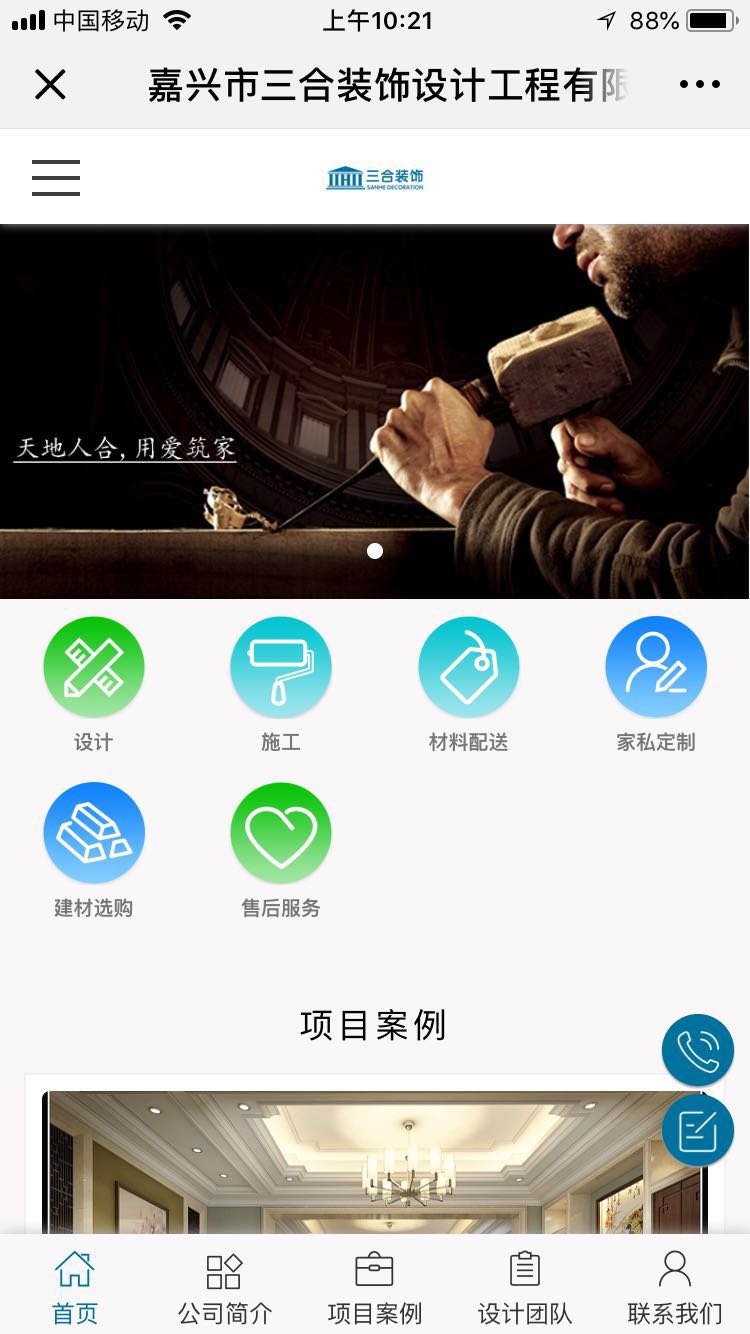 中国移动 上午10:21 88%
嘉兴市三合装饰设计工程有限
三合装饰
SANHE DECORATION
天地人合,用爱筑家
设计 施工 材料配送 家私定制
建材选购 售后服务
项目案例
首页 公司简介 项目案例 设计团队 联系我们